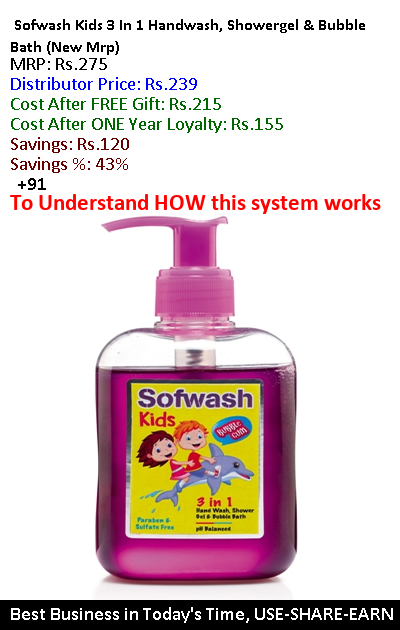 Sofwash Kids 3 In 1 Handwash, Showergel & Bubble
Bath (New Mrp)
MRP: Rs.275
Distributor Price: Rs.239
Cost After FREE Gift: Rs.215
Cost After ONE Year Loyalty: Rs.155
Savings: Rs.120
Savings %: 43%
+91
To Understand HOW this system works
Sofwash
Kids
BUBBLE
GUM
3 in 1
Hand Wash, Shower
Gel & Bubble Bath
Paraben &
Sulfate Free
pH Balanced
Best Business in Today's Time, USE-SHARE-EARN